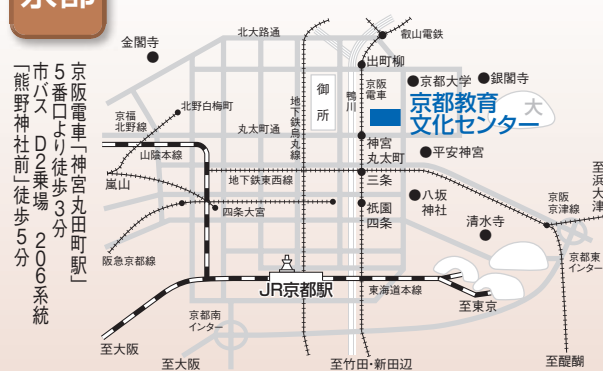 京都
京阪電車「神宮丸田町駅」
5番口より徒歩3分
市バス D2乗場 206系統
「熊野神社前」徒歩5分
金閣寺
北大路通
叡山電鉄
出町柳
京阪
電車
京都大学
銀閣寺
大
京福
北野線
北野白梅町
地下鉄烏丸線
御所
鴨川
京都教育
文化センター
丸太町通
神宮
丸太町
平安神宮
山陰本線
嵐山
地下鉄東西線
三条
至浜大津
京阪
京津線
四条大宮
祇園
四条
八坂
神社
清水寺
阪急京都線
京都東
インター
JR京都駅
東海道本線
至東京
京都南
インター
至大阪
至大阪
至竹田・新田辺
至醍醐